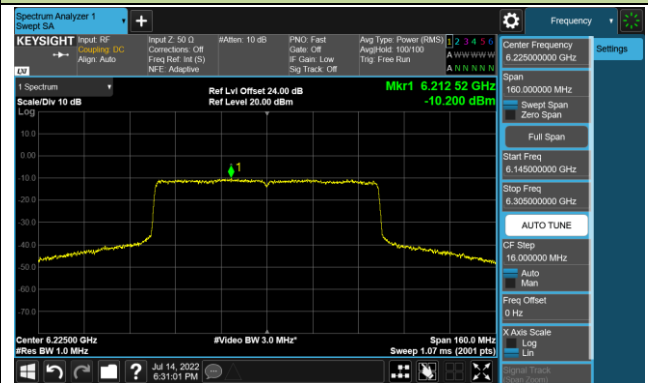 Spectrum Analyzer 1
Swept SA
Frequency
KEYSIGHT
Input: RF
Coupling: DC
Align: Auto
Input Z: 50 Ω
Corrections: Off
Freq Ref: Int (S)
NFE: Adaptive
#Atten: 10 dB
PNO: Fast
Gate: Off
IF Gain: Low
Sig Track: Off
Avg Type: Power (RMS)
Avg|Hold: 100/100
Trig: Free Run
1 2 3 4 5 6
A W W W W W
A N N N N N
LXI
1 Spectrum
Scale/Div 10 dB
Log
Ref Lvl Offset 24.00 dB
Ref Level 20.00 dBm
Mkr1 6.212 52 GHz
-10.200 dBm
10.0
0.00
-10.0
-20.0
-30.0
-40.0
-50.0
-60.0
-70.0
1
Center 6.22500 GHz
#Res BW 1.0 MHz
#Video BW 3.0 MHz*
Span 160.0 MHz
Sweep 1.07 ms (2001 pts)
Jul 14, 2022
6:31:01 PM
Center Frequency
6.225000000 GHz
Settings
Span
160.000000 MHz
Swept Span
Zero Span
Full Span
Start Freq
6.145000000 GHz
Stop Freq
6.305000000 GHz
AUTO TUNE
CF Step
16.000000 MHz
Auto
Man
Freq Offset
0 Hz
X Axis Scale
Log
Lin
Signal Track
(Span Zoom)